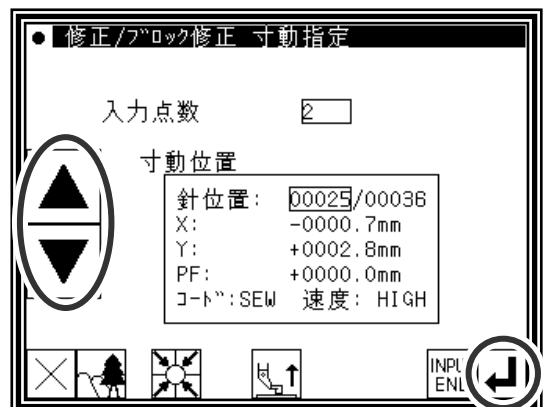 ● 修正/ブロック修正 寸動指定
入力点数 2
寸動位置
針位置: 00025/00036
X: -0000.7mm
Y: +0002.8mm
PF: +0000.0mm
コード:SEW 速度: HIGH